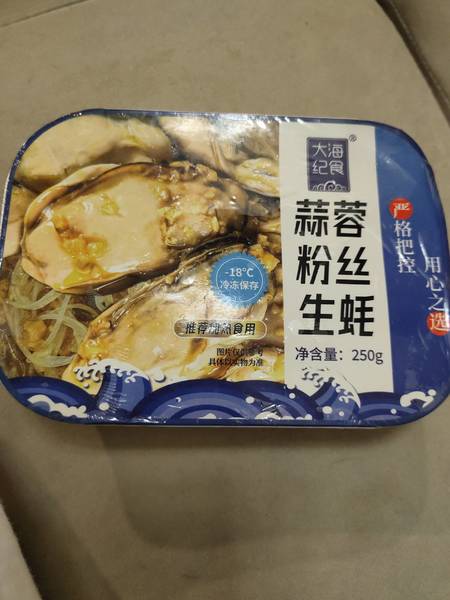 大海
纪食
®
蒜蓉
粉丝
生蚝
净含量：250g
严格把控
用心之选
-18°C
冷冻保存
推荐 食用
图片仅供参考
具体以实物为准